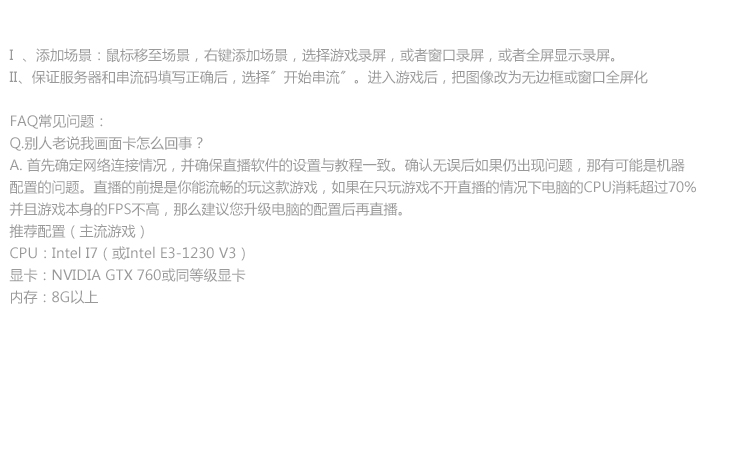 I 、添加场景：鼠标移至场景，右键添加场景，选择游戏录屏，或者窗口录屏，或者全屏显示录屏。
II、保证服务器和串流码填写正确后，选择〞开始串流〞。进入游戏后，把图像改为无边框或窗口全屏化
FAQ常见问题：
Q.别人老说我画面卡怎么回事？
A. 首先确定网络连接情况，并确保直播软件的设置与教程一致。确认无误后如果仍出现问题，那有可能是机器
配置的问题。直播的前提是你能流畅的玩这款游戏，如果在只玩游戏不开直播的情况下电脑的CPU消耗超过70%
并且游戏本身的FPS不高，那么建议您升级电脑的配置后再直播。
推荐配置（主流游戏）
CPU：Intel I7（或Intel E3-1230 V3）
显卡：NVIDIA GTX 760或同等级显卡
内存：8G以上